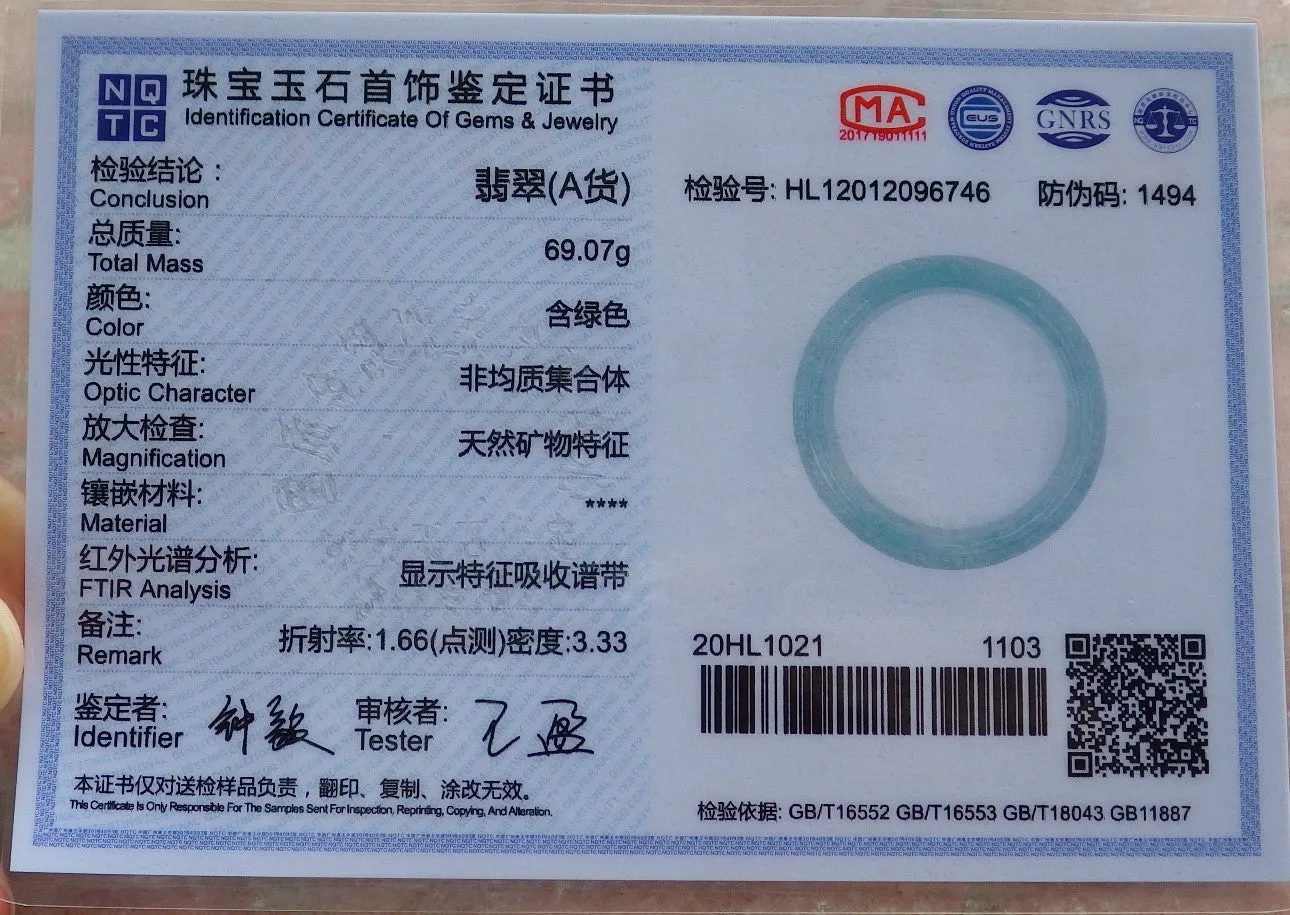 NQTC
珠宝玉石首饰鉴定证书
Identification Certificate Of Gems & Jewelry
检验结论：
Conclusion
翡翠(A货)
总质量:
Total Mass
69.07g
颜色:
Color
含绿色
光性特征:
Optic Character
非均质集合体
放大检查:
Magnification
天然矿物特征
镶嵌材料:
Material
****
红外光谱分析:
FTIR Analysis
显示特征吸收谱带
备注:
Remark
折射率:1.66(点测)密度:3.33
鉴定者:
Identifier
审核者:
Tester
王盈
本证书仅对送检样品负责，翻印、复制、涂改无效。
This Certificate Is Only Responsible For The Samples Sent For Inspection, Reprinting, Copying, And Alteration.
MA
201719011111
EUS
GNRS
检验号: HL12012096746 防伪码: 1494
20HL1021 1103
检验依据: GB/T16552 GB/T16553 GB/T18043 GB11887